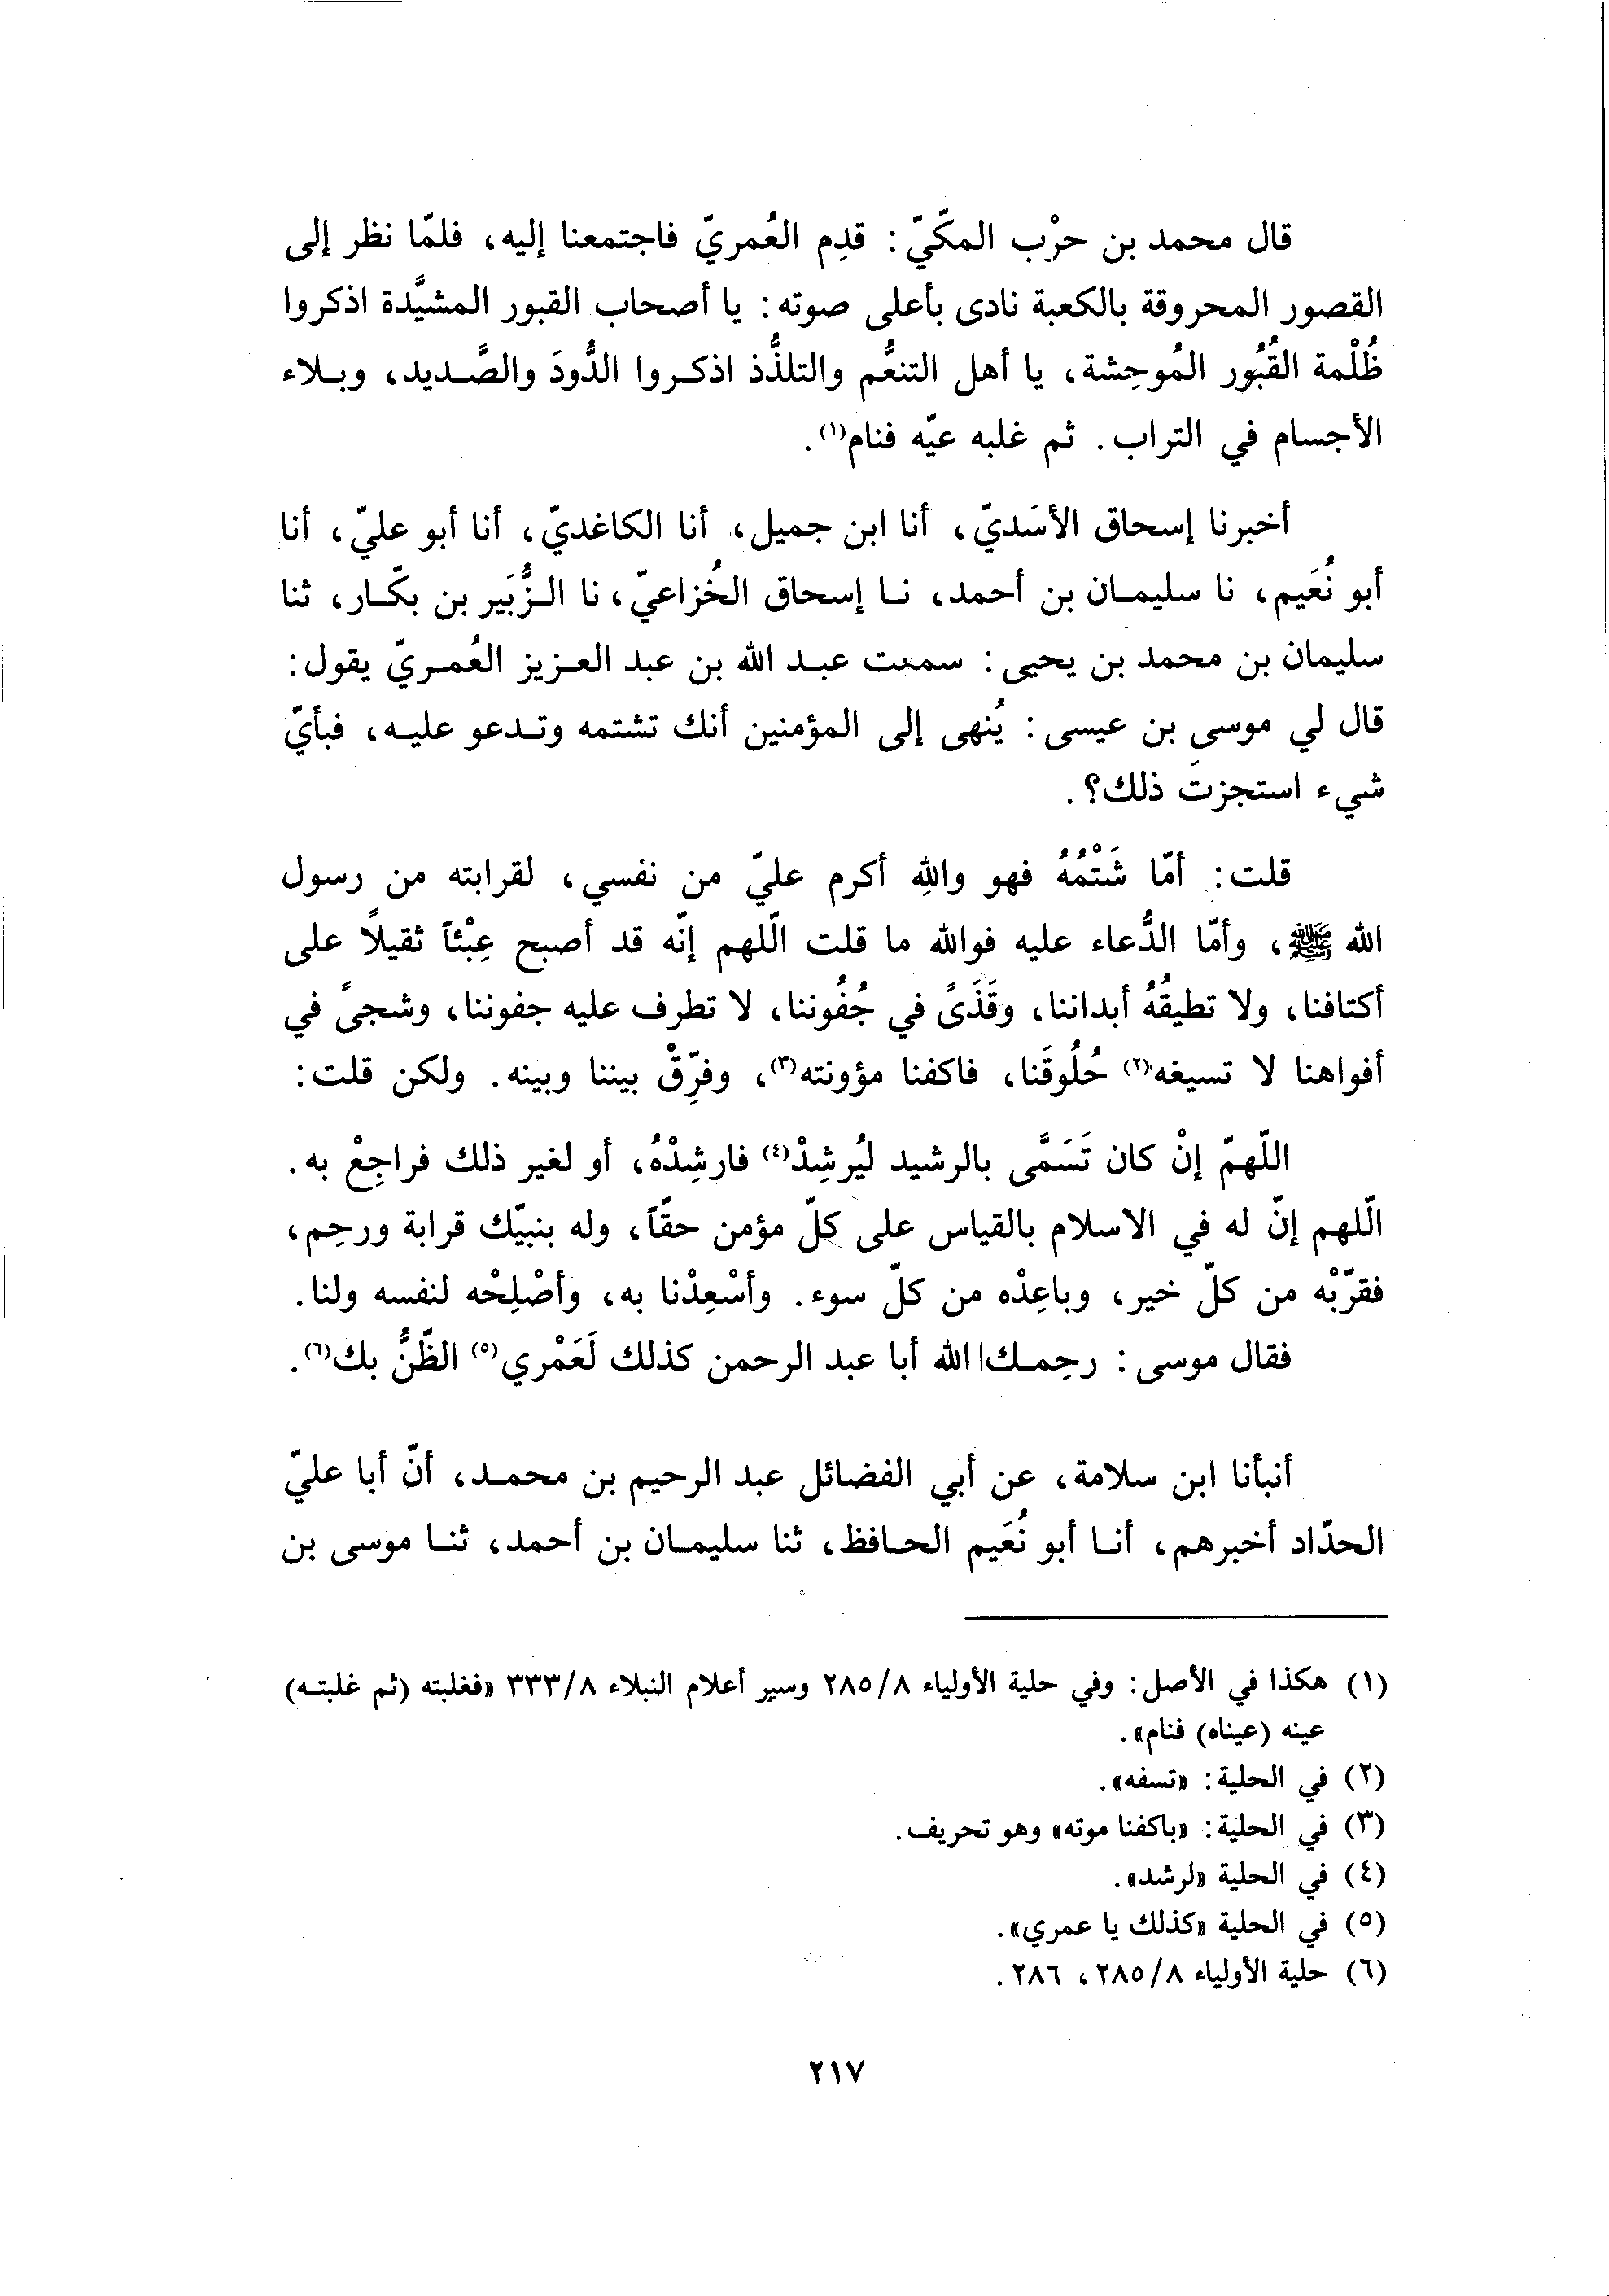 قال محمد بن حرْب المكّيّ: قدِم العُمريّ فاجتمعنا إليه، فلمّا نظر إلى
القصور المحروقة بالكعبة نادى بأعلى صوته: يا أصحاب القبور المشيَّدة اذكروا
ظُلْمة القُبُور المُوحِشة، يا أهل التنعُّم والتلذُّذ اذكروا الدُّودَ والصَّديد، وبلاء
الأجسام في التراب. ثم غلبه عيّه فنام(١).
أخبرنا إسحاق الأسَديّ، أنا ابن جميل، أنا الكاغديّ، أنا أبو عليّ، أنا
أبو نُعَيم، نا سليمان بن أحمد، نا إسحاق الخُزاعيّ، نا الزُّبَير بن بكّار، ثنا
سليمان بن محمد بن يحيى: سمعت عبد الله بن عبد العزيز العُمريّ يقول:
قال لي موسى بن عيسى: يُنهى إلى المؤمنين أنك تشتمه وتدعو عليه، فبأيّ
شيء استجزتَ ذلك؟.
قلت: أمّا شَتْمُهُ فهو واللهِ أكرم عليّ من نفسي، لقرابته من رسول
الله ﷺ، وأمّا الدُّعاء عليه فوالله ما قلت الّلهم إنّه قد أصبح عِبْئاً ثقيلاً على
أكتافنا، ولا تطيقُهُ أبداننا، وقَذَىً في جُفُوننا، لا تطرف عليه جفوننا، وشجىً في
أفواهنا لا تسيغه(٢) حُلُوقَنا، فاكفنا مؤونته(٣)، وفرِّقْ بيننا وبينه. ولكن قلت:
اللّهمّ إنْ كان تَسَمَّى بالرشيد ليُرشِدْ(٤) فارشِدْهُ، أو لغير ذلك فراجِعْ به.
الّلهم إنّ له في الاسلام بالقياس على كلّ مؤمن حقّاً، وله بنبيّك قرابة ورحِم،
فقرّبْه من كلّ خير، وباعِدْه من كلّ سوء. وأسْعِدْنا به، وأصْلِحْه لنفسه ولنا.
فقال موسى: رحِمك الله أبا عبد الرحمن كذلك لَعَمْري(٥) الظّنُّ بك(٦).
أنبأنا ابن سلامة، عن أبي الفضائل عبد الرحيم بن محمد، أنّ أبا عليّ
الحدّاد أخبرهم، أنا أبو نُعَيم الحافظ، ثنا سليمان بن أحمد، ثنا موسى بن
(١) هكذا في الأصل: وفي حلية الأولياء ٢٨٥/٨ وسير أعلام النبلاء ٣٣٣/٨ «فغلبته (ثم غلبته)
عينه (عيناه) فنام».
(٢) في الحلية: «تسفه».
(٣) في الحلية: «باكفنا موته» وهو تحريف.
(٤) في الحلية «لرشد».
(٥) في الحلية «كذلك يا عمري».
(٦) حلية الأولياء ٢٨٥/٨، ٢٨٦.
٢١٧